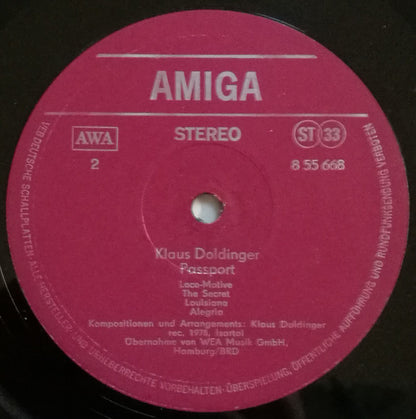 AMIGA
AWA
STEREO
ST 33
2
8 55 668
Klaus Doldinger
Passport
Loco-Motive
The Secret
Louisiana
Alegria
Kompositionen und Arrangements: Klaus Doldinger
rec. 1978, Isartal
Übernahme von WEA Musik GmbH,
Hamburg/BRD
VEB DEUTSCHE SCHALLPLATTEN · ALLE HERSTELLER- UND URHEBERRECHTE VORBEHALTEN · ÜBERSPIELUNG, ÖFFENTLICHE AUFFÜHRUNG UND RUNDFUNKSENDUNG VERBOTEN